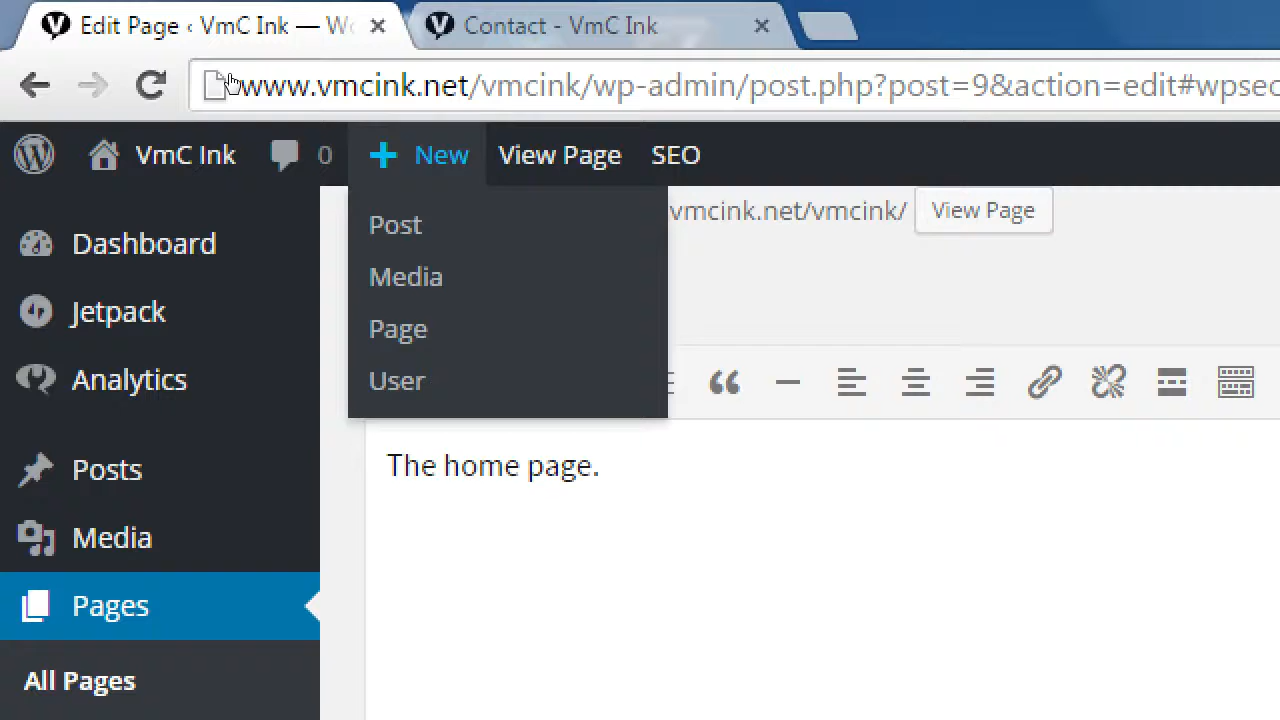 Edit Page ‹ VmC Ink — Wo
Contact - VmC Ink
www.vmcink.net/vmcink/wp-admin/post.php?post=9&action=edit#wpsec
VmC Ink 0 New View Page SEO
vmcink.net/vmcink/ View Page
Post
Media
Page
User
Dashboard
Jetpack
Analytics
Posts
Media
Pages
All Pages
The home page.